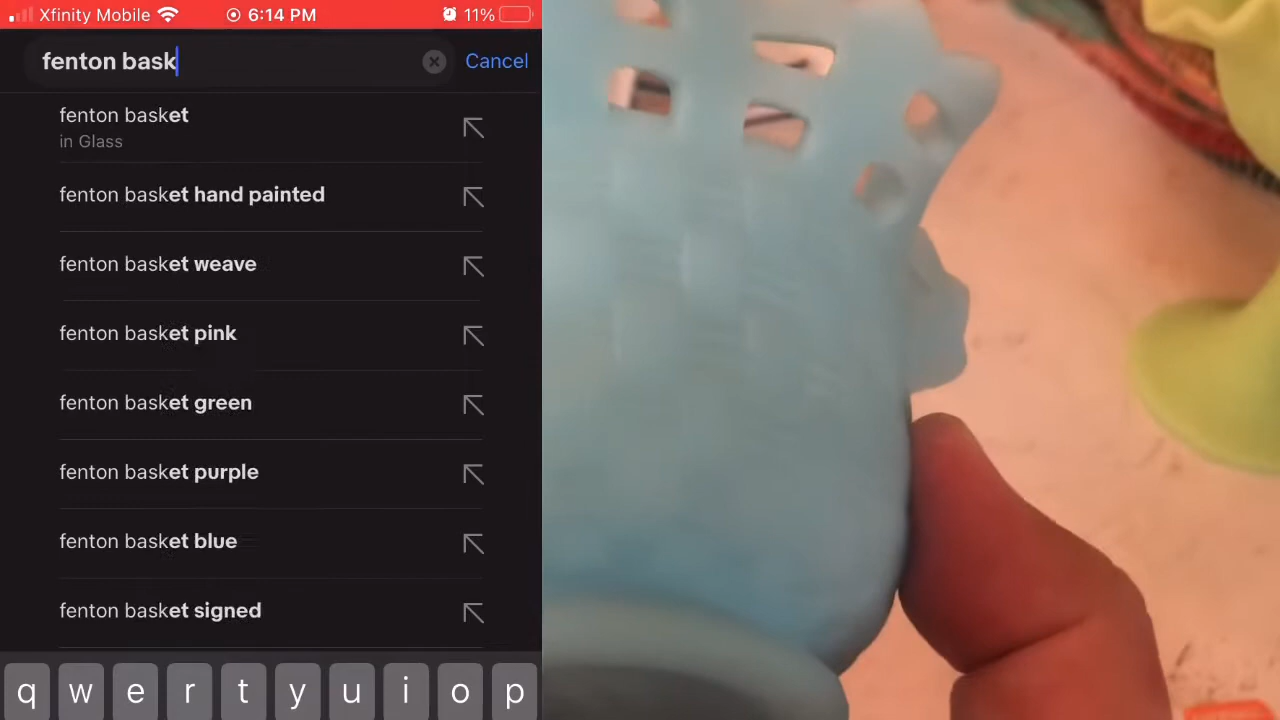 Xfinity Mobile 6:14 PM 11%
fenton bask Cancel
fenton basket
in Glass
fenton basket hand painted
fenton basket weave
fenton basket pink
fenton basket green
fenton basket purple
fenton basket blue
fenton basket signed
q w e r t y u i o p